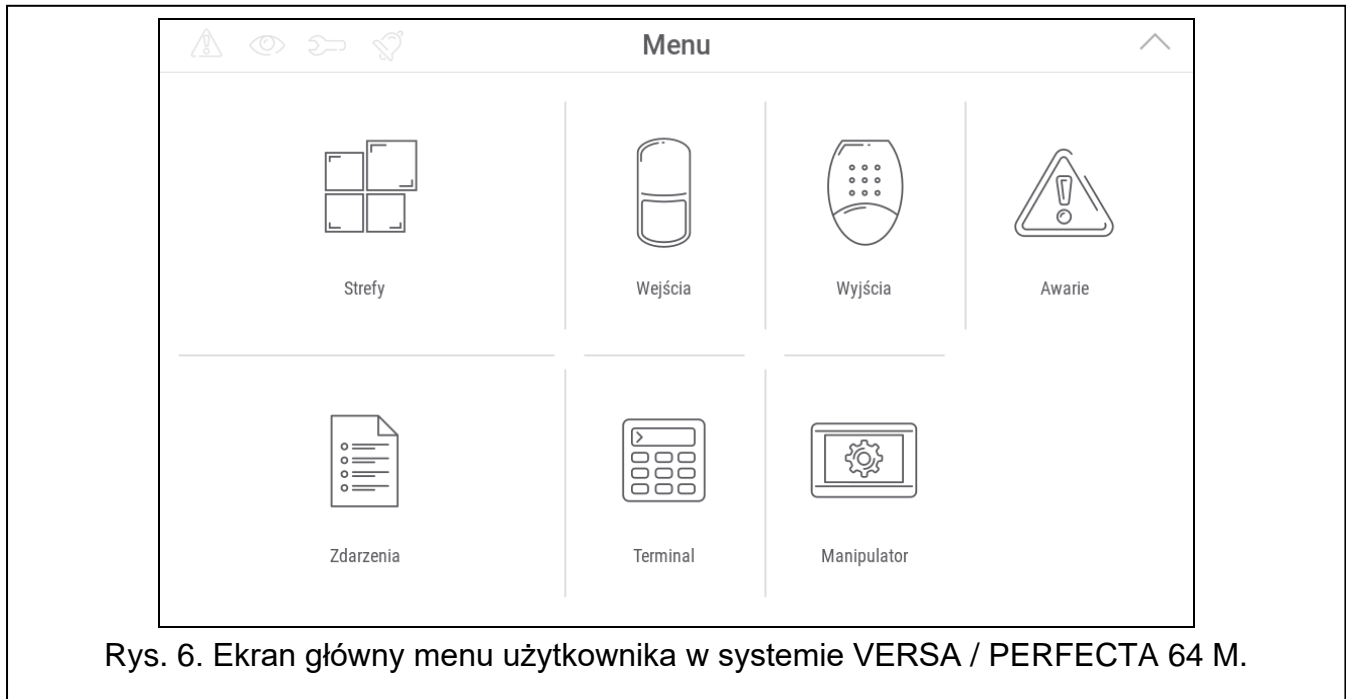 Menu
Strefy
Wejścia
Wyjścia
Awarie
Zdarzenia
Terminal
Manipulator
Rys. 6. Ekran główny menu użytkownika w systemie VERSA / PERFECTA 64 M.